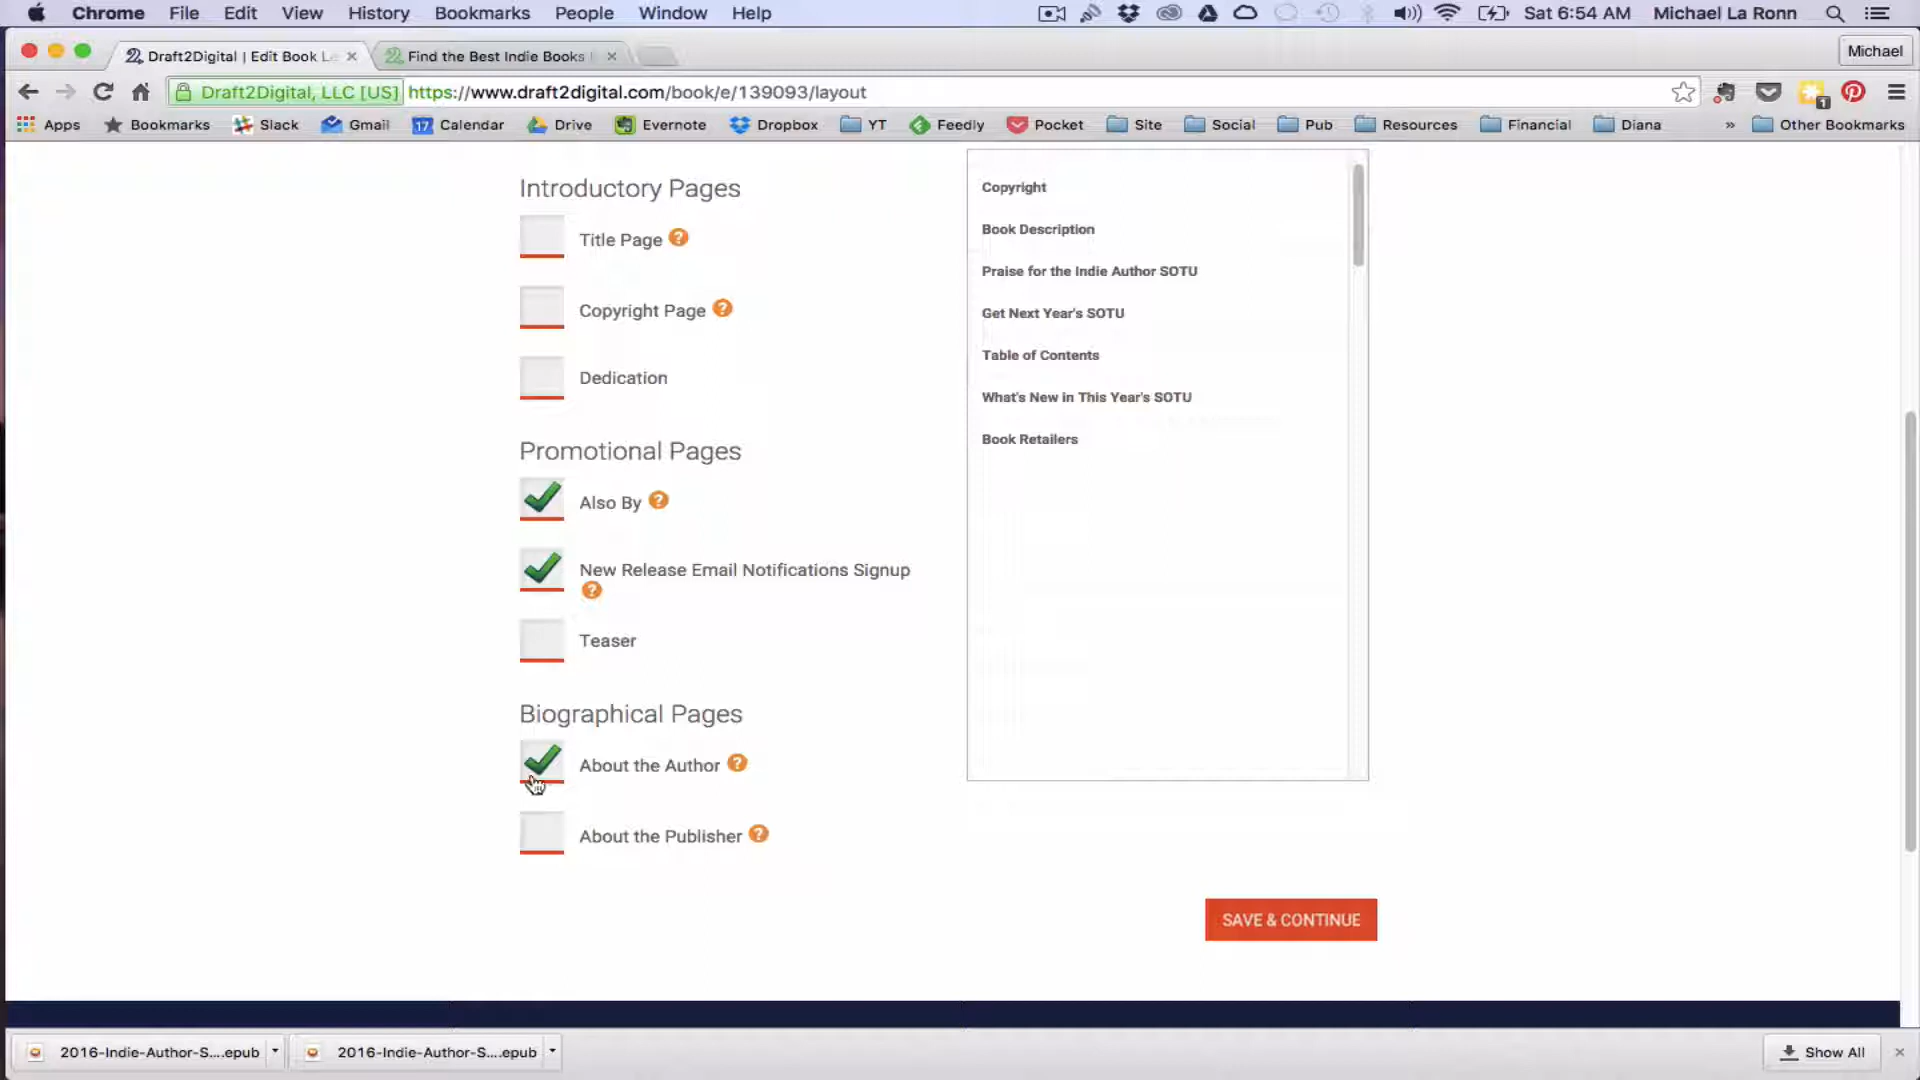 Chrome File Edit View History Bookmarks People Window Help Sat 6:54 AM Michael La Ronn
Draft2Digital | Edit Book La Find the Best Indie Books Michael
Draft2Digital, LLC [US] https://www.draft2digital.com/book/e/139093/layout
Apps Bookmarks Slack Gmail 17 Calendar Drive Evernote Dropbox YT Feedly Pocket Site Social Pub Resources Financial Diana » Other Bookmarks
Introductory Pages
Title Page ?
Copyright Page ?
Dedication
Promotional Pages
Also By ?
New Release Email Notifications Signup
?
Teaser
Biographical Pages
About the Author ?
About the Publisher ?
Copyright
Book Description
Praise for the Indie Author SOTU
Get Next Year's SOTU
Table of Contents
What's New in This Year's SOTU
Book Retailers
SAVE & CONTINUE
2016-Indie-Author-S....epub 2016-Indie-Author-S....epub Show All